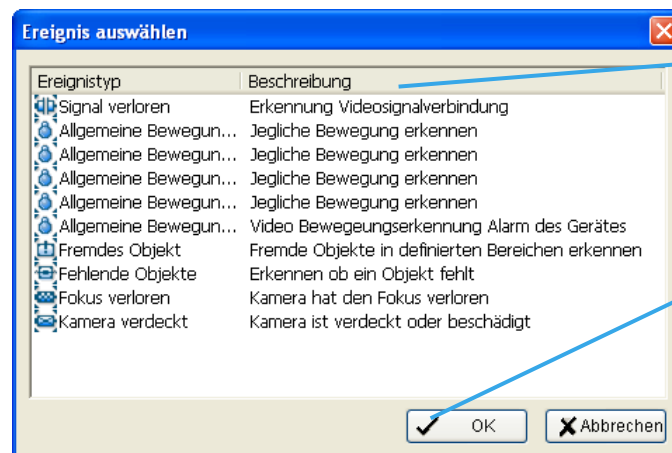 Ereignis auswählen
Ereignistyp Beschreibung
Signal verloren Erkennung Videosignalverbindung
Allgemeine Bewegun... Jegliche Bewegung erkennen
Allgemeine Bewegun... Jegliche Bewegung erkennen
Allgemeine Bewegun... Jegliche Bewegung erkennen
Allgemeine Bewegun... Jegliche Bewegung erkennen
Allgemeine Bewegun... Video Bewegeungserkennung Alarm des Gerätes
Fremdes Objekt Fremde Objekte in definierten Bereichen erkennen
Fehlende Objekte Erkennen ob ein Objekt fehlt
Fokus verloren Kamera hat den Fokus verloren
Kamera verdeckt Kamera ist verdeckt oder beschädigt
OK Abbrechen